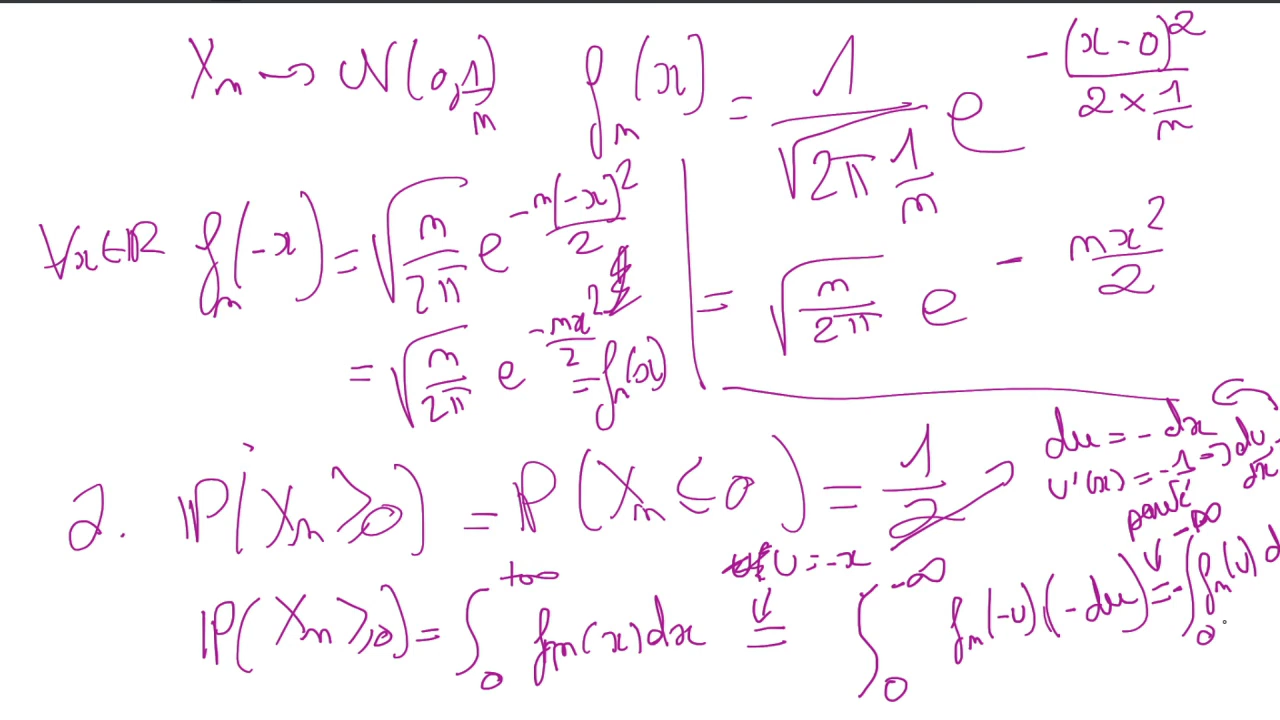 X_n ↝ N(0, 1/n)   f_n(x) = 1/√(2π 1/n) e^(-(x-0)²/(2×1/n))
∀x∈ℝ f_n(-x) = √(n/2π) e^(-n(-x)²/2)
= √(n/2π) e^(-nx²/2)
= √(n/2π) e^(-nx²/2) = f_n(x)
du = -dx
u'(x) = -1 => du/dx
2. ℙ(X_n ≥ 0) = ℙ(X_n ≤ 0) = 1/2
u = -x
parité
ℙ(X_n ≥ 0) = ∫_0^{+∞} f_n(x)dx = ∫_0^{-∞} f_n(-u)(-du) = -∫_0^{-∞} f_n(u) d